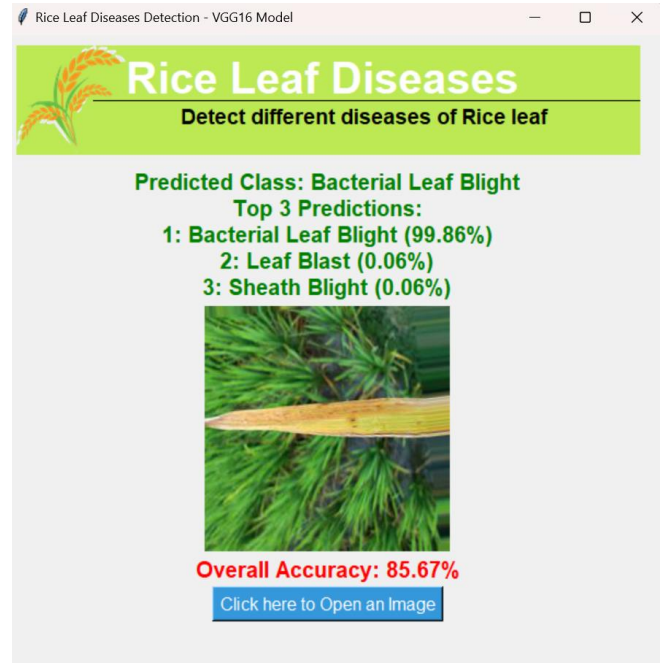 Rice Leaf Diseases Detection - VGG16 Model
Rice Leaf Diseases
Detect different diseases of Rice leaf
Predicted Class: Bacterial Leaf Blight
Top 3 Predictions:
1: Bacterial Leaf Blight (99.86%)
2: Leaf Blast (0.06%)
3: Sheath Blight (0.06%)
Overall Accuracy: 85.67%
Click here to Open an Image